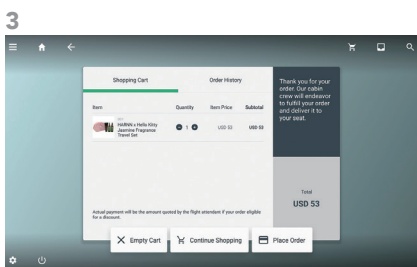 3
Shopping Cart
Order History
Item
Quantity
Item Price
Subtotal
HARNN x Hello Kitty
Jasmine Fragrance
Travel Set
1
USD 53
USD 53
Actual payment will be the amount quoted by the flight attendant if your order eligible
for a discount.
Thank you for your
order. Our cabin
crew will endeavor
to fulfill your order
and deliver it to
your seat.
Total
USD 53
Empty Cart
Continue Shopping
Place Order